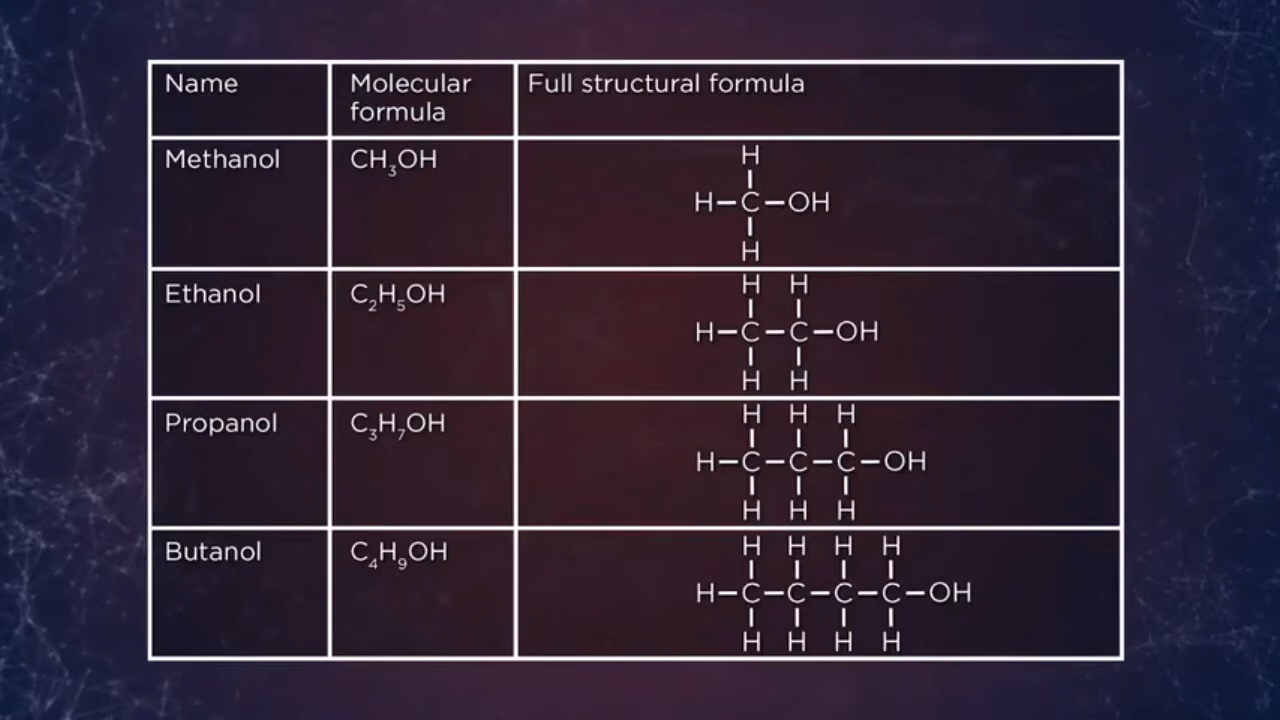 Name Molecular formula Full structural formula
Methanol CH₃OH
H
H–C–OH
H
Ethanol C₂H₅OH
H H
H–C–C–OH
H H
Propanol C₃H₇OH
H H H
H–C–C–C–OH
H H H
Butanol C₄H₉OH
H H H H
H–C–C–C–C–OH
H H H H